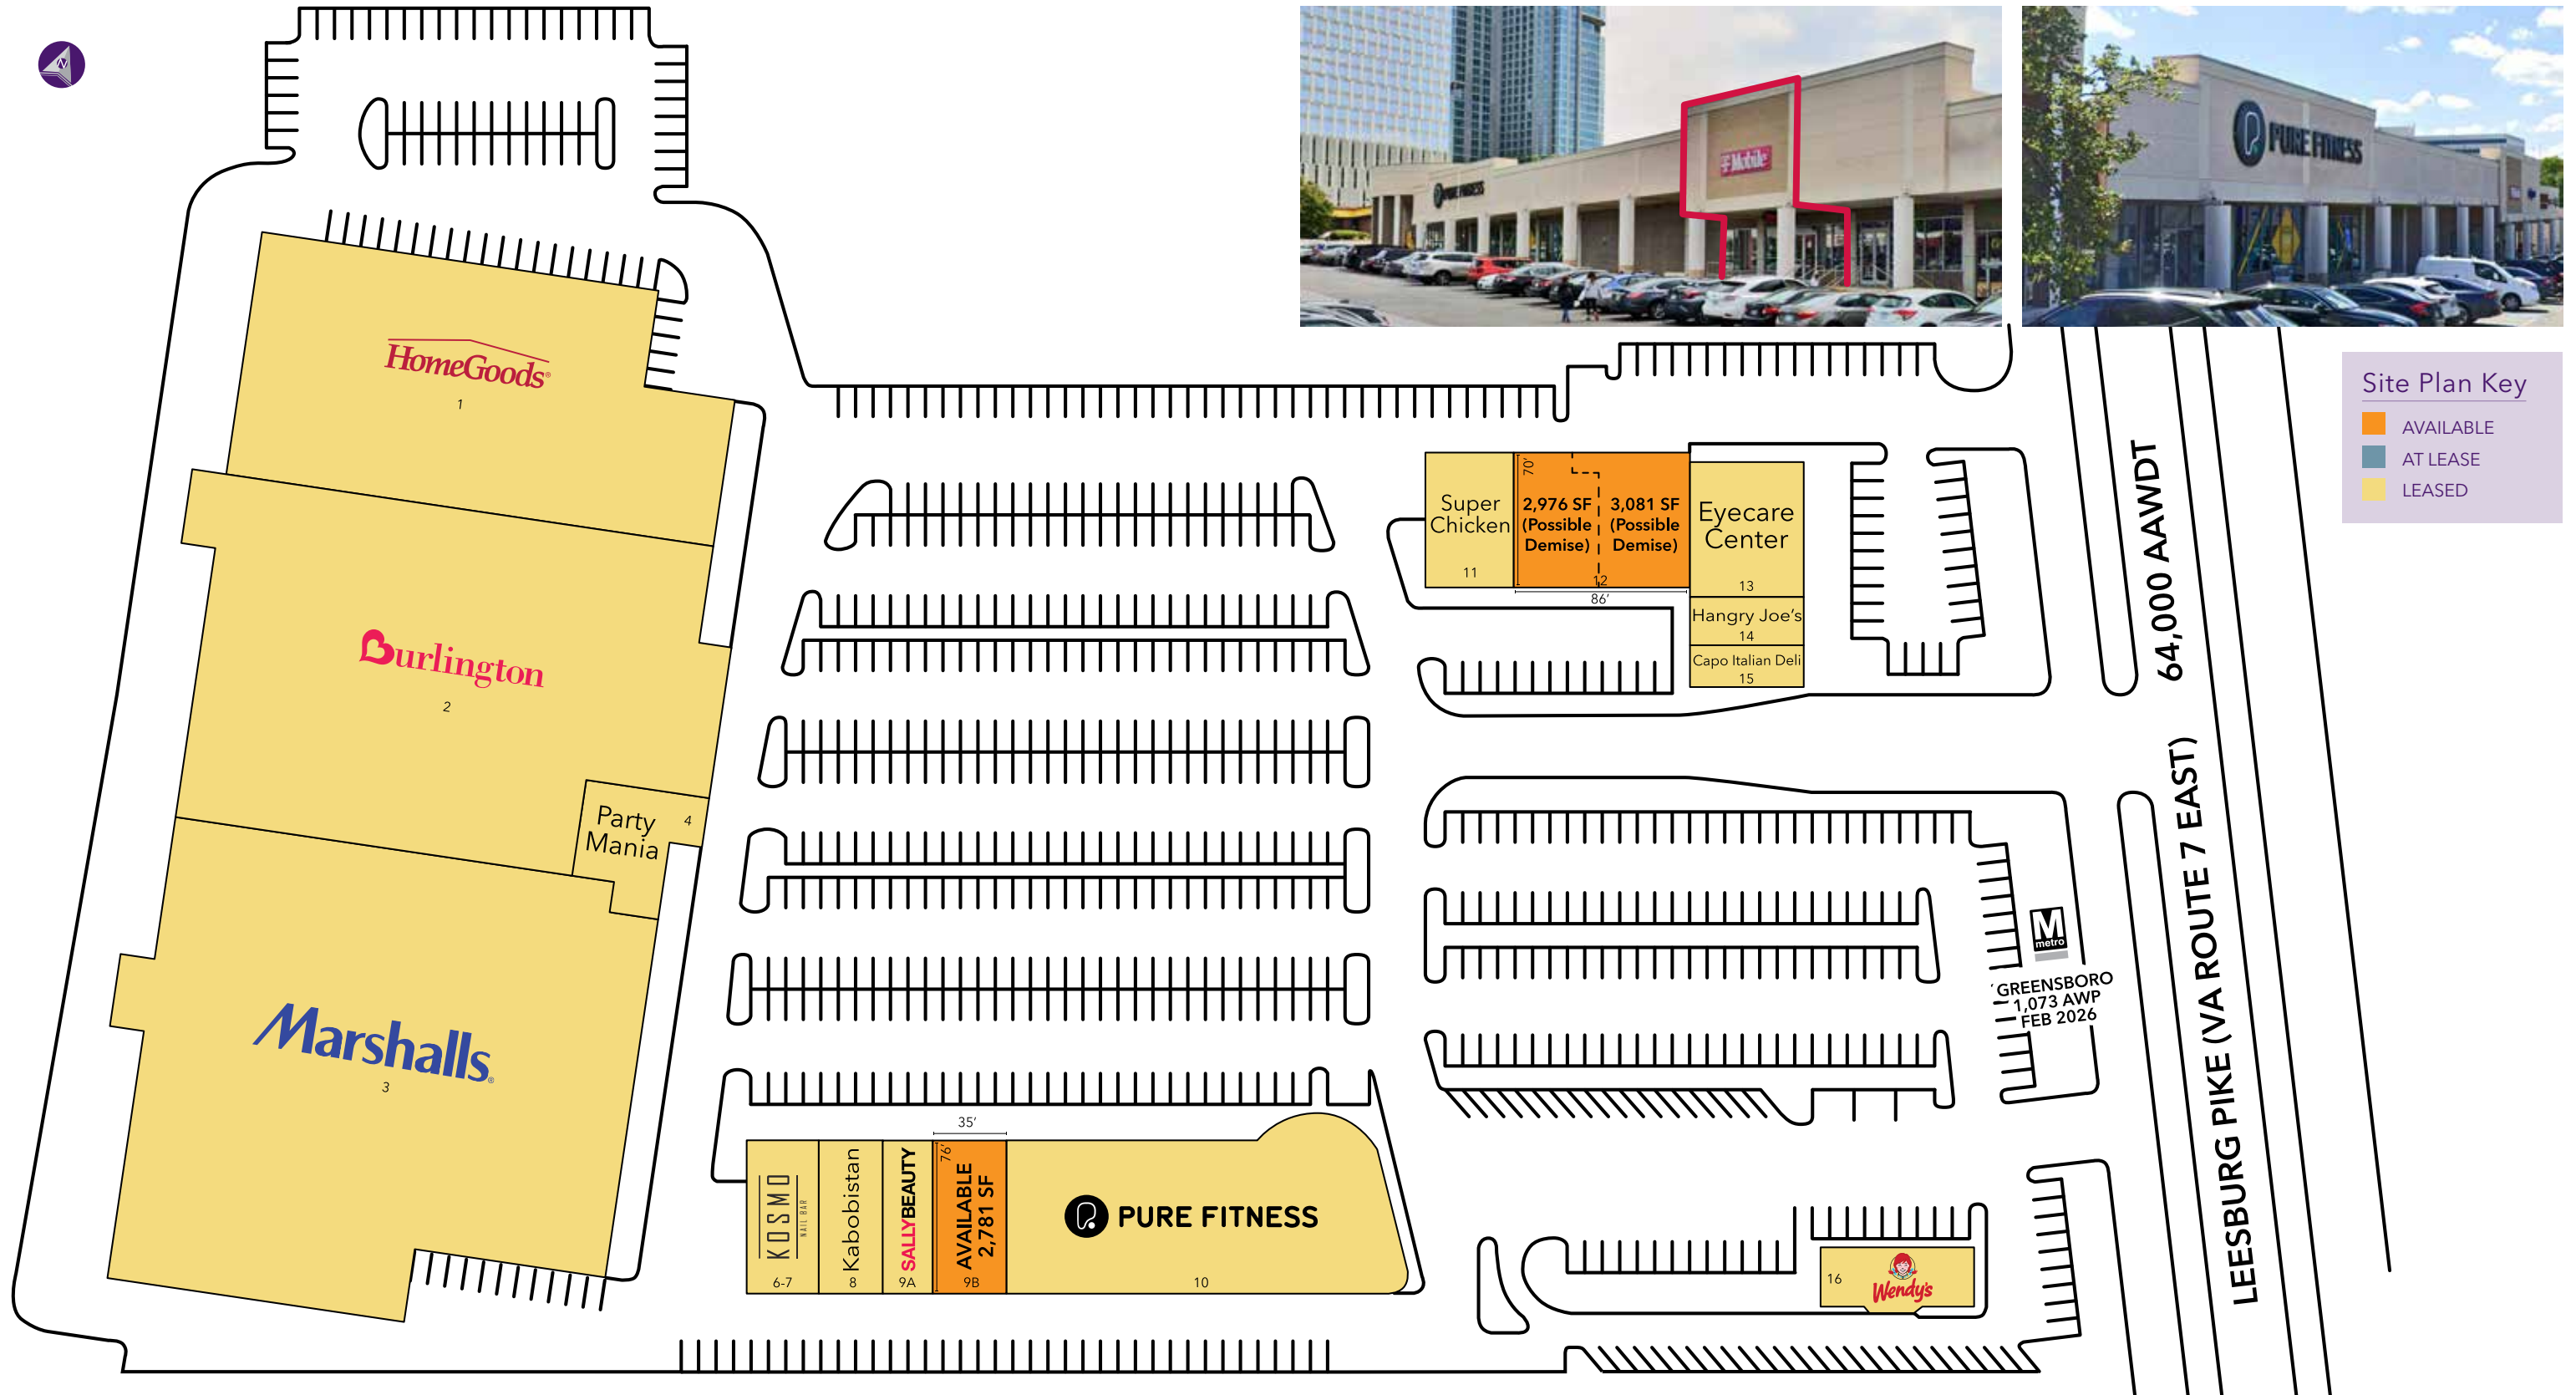 N
T Mobile
PURE FITNESS
PURE FITNESS
Site Plan Key
AVAILABLE
AT LEASE
LEASED
HomeGoods®
1
Burlington
2
Party
Mania
4
Marshalls®
3
Super
Chicken
11
70'
2,976 SF
(Possible
Demise)
3,081 SF
(Possible
Demise)
12
86'
Eyecare
Center
13
Hangry Joe's
14
Capo Italian Deli
15
64,000 AAWDT
LEESBURG PIKE (VA ROUTE 7 EAST)
M
metro
GREENSBORO
1,073 AWP
FEB 2026
35'
76'
KOSMO
NAIL BAR
6-7
Kabobistan
8
SALLYBEAUTY
9A
AVAILABLE
2,781 SF
9B
PURE FITNESS
10
16
Wendy's